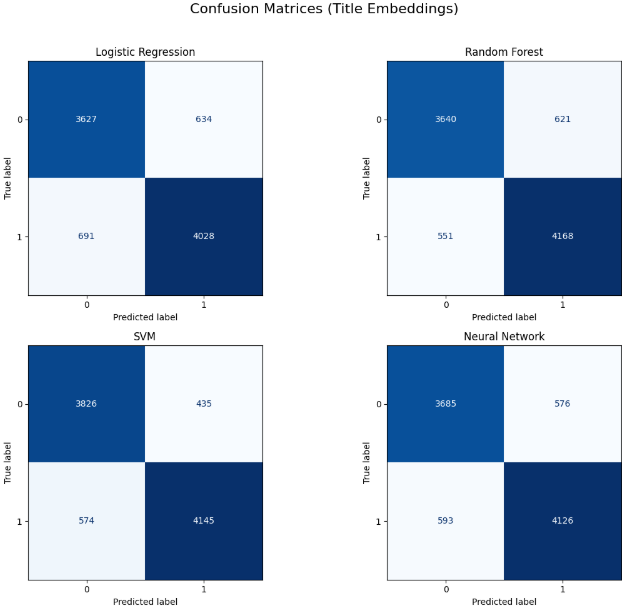 Confusion Matrices (Title Embeddings)
Logistic Regression
True label
0
3627
634
1
691
4028
0
1
Predicted label
Random Forest
True label
0
3640
621
1
551
4168
0
1
Predicted label
SVM
True label
0
3826
435
1
574
4145
0
1
Predicted label
Neural Network
True label
0
3685
576
1
593
4126
0
1
Predicted label